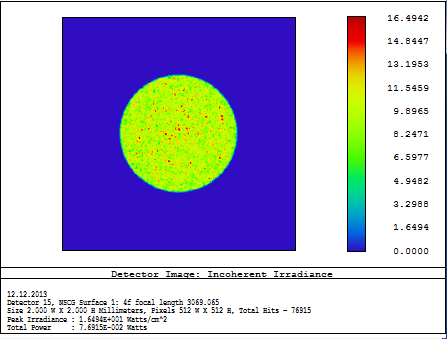 16.4942
14.8447
13.1953
11.5459
9.8965
8.2471
6.5977
4.9482
3.2988
1.6494
0.0000
Detector Image: Incoherent Irradiance
12.12.2013
Detector 15, NSCG Surface 1: 4f focal length 3069.065
Size 2.000 W X 2.000 H Millimeters, Pixels 512 W X 512 H, Total Hits = 76915
Peak Irradiance : 1.6494E+001 Watts/cm^2
Total Power : 7.6915E-002 Watts